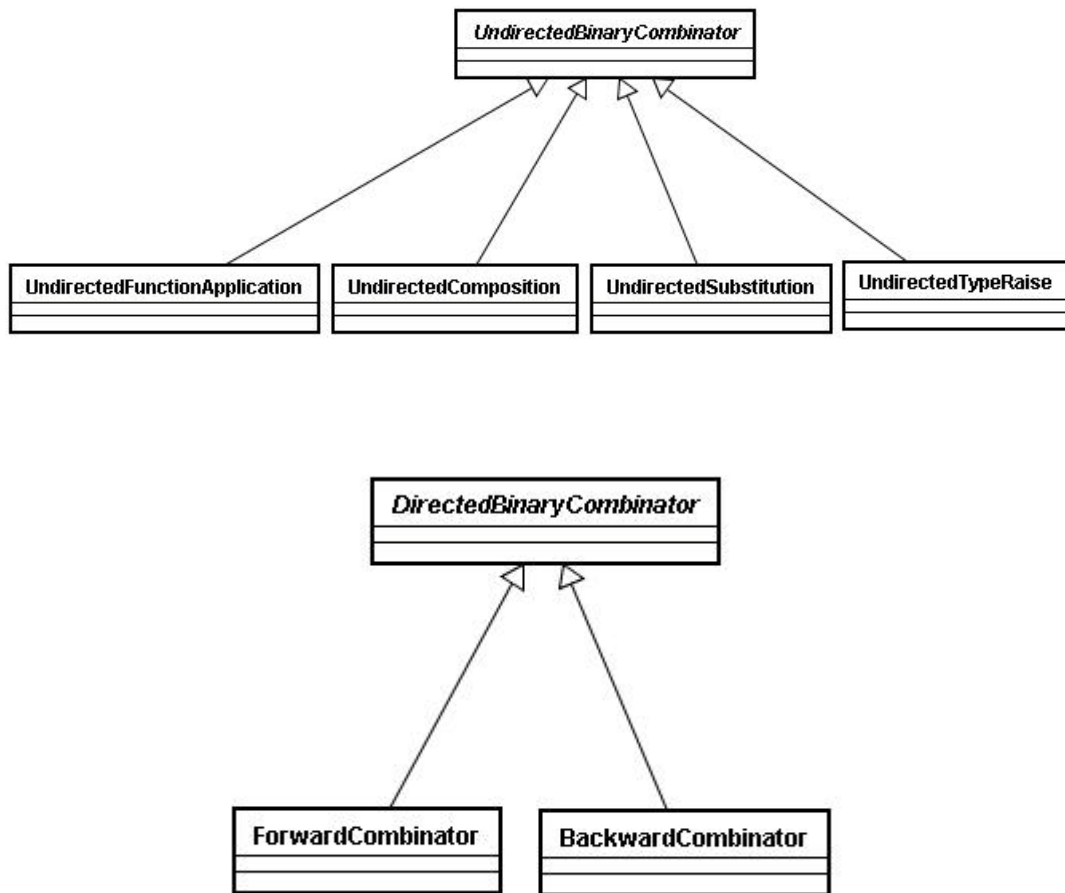 UndirectedBinaryCombinator
UndirectedFunctionApplication
UndirectedComposition
UndirectedSubstitution
UndirectedTypeRaise
DirectedBinaryCombinator
ForwardCombinator
BackwardCombinator